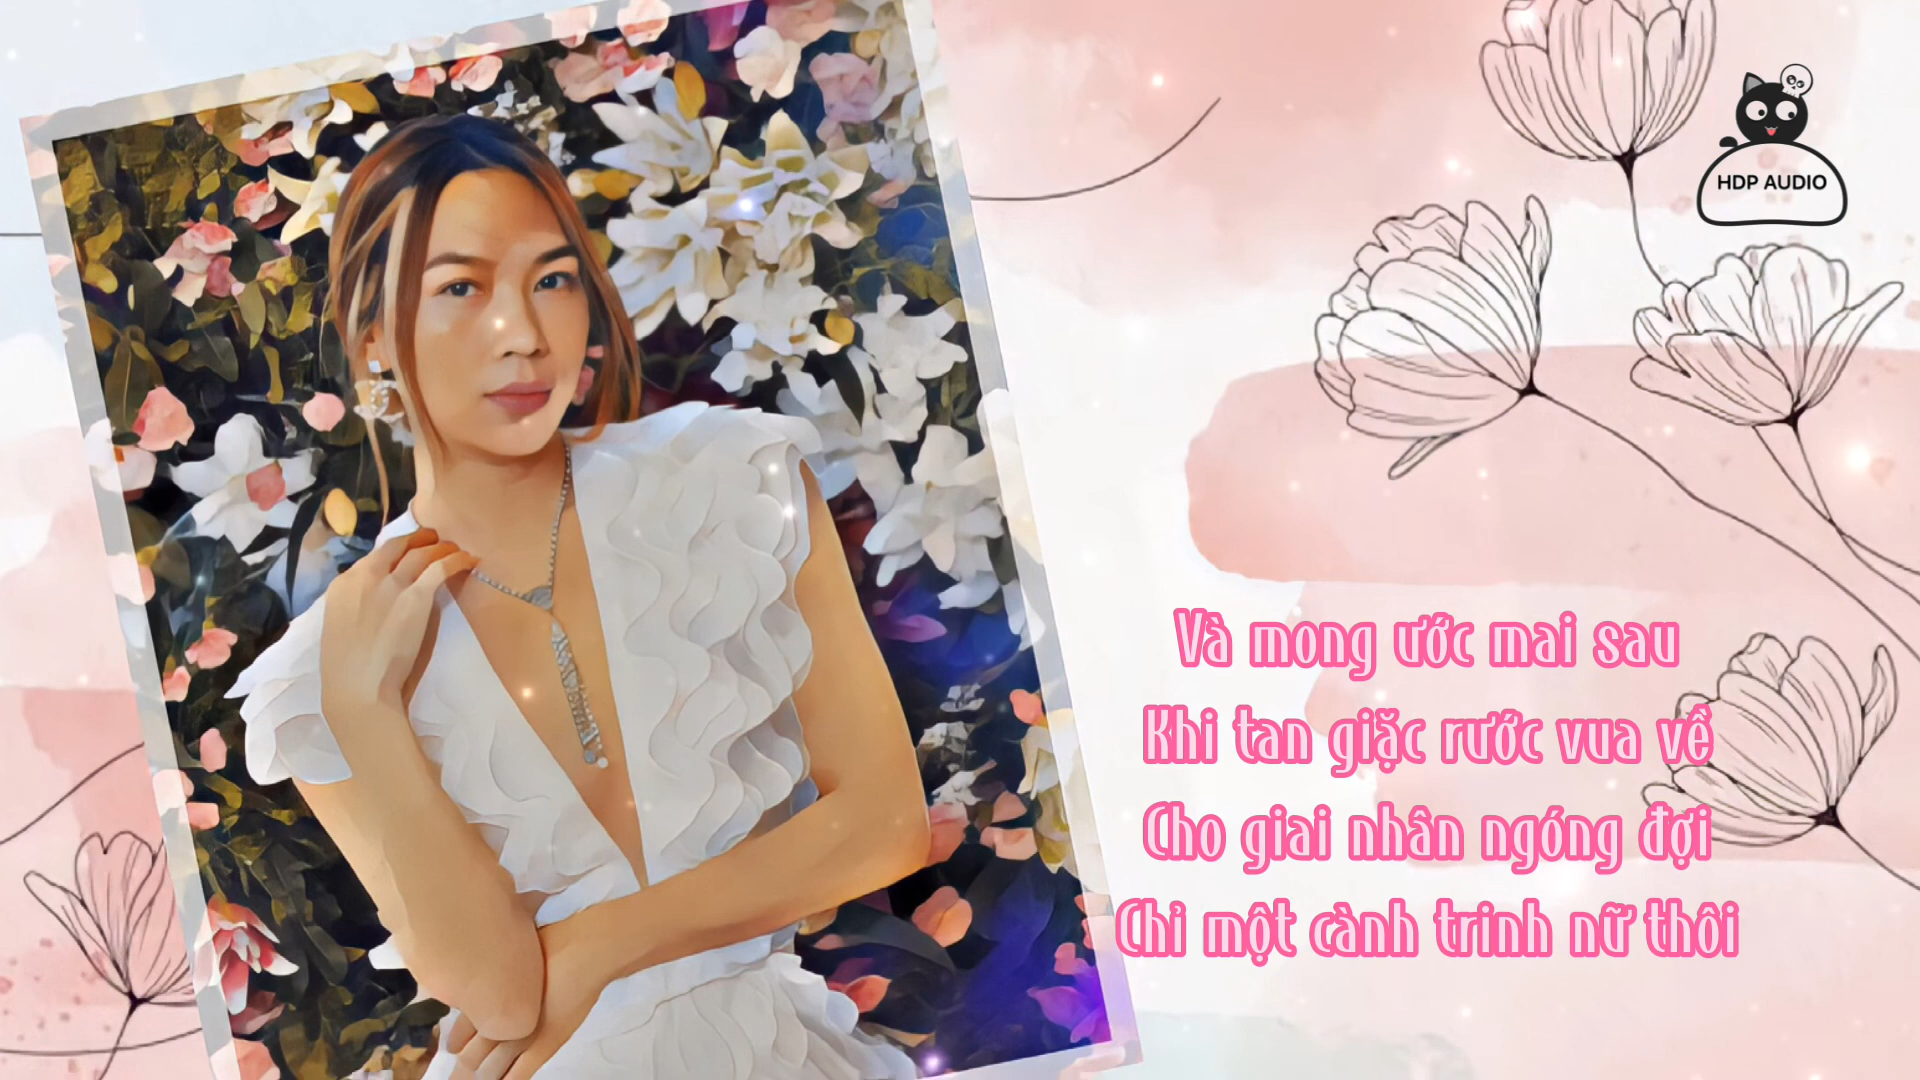 HDP AUDIO
Và mong ước mai sau
Khi tan giặc rước vua về
Cho giai nhân ngóng đợi
Chỉ một cành trinh nữ thôi